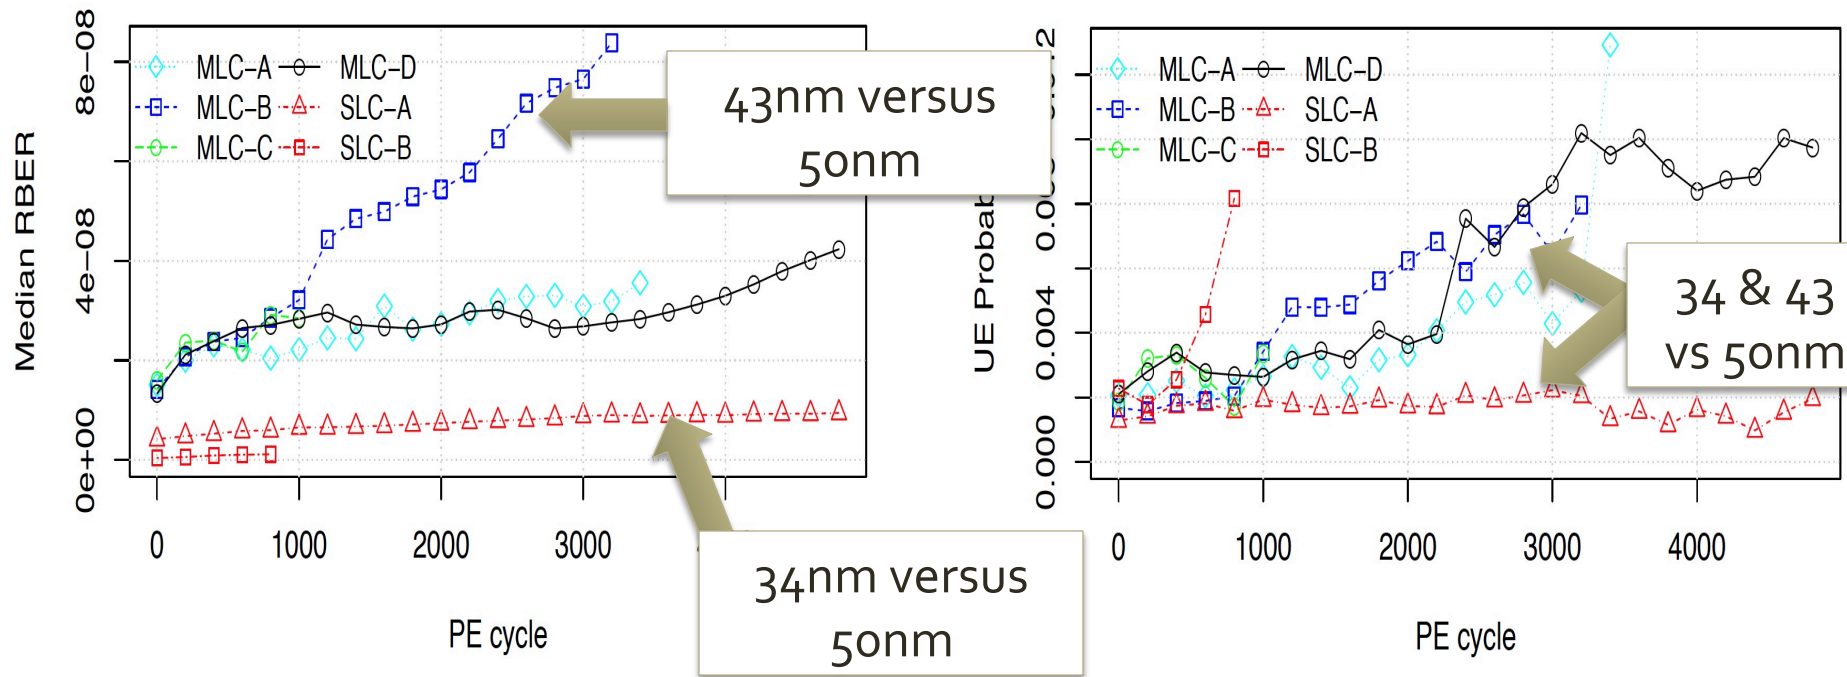 Median RBER
0e+00
4e-08
8e-08
MLC-A
MLC-B
MLC-C
MLC-D
SLC-A
SLC-B
0
1000
2000
3000
PE cycle
43nm versus
50nm
34nm versus
50nm
UE Probab
0.000
0.004
MLC-A
MLC-B
MLC-C
MLC-D
SLC-A
SLC-B
0
1000
2000
3000
4000
PE cycle
34 & 43
vs 50nm